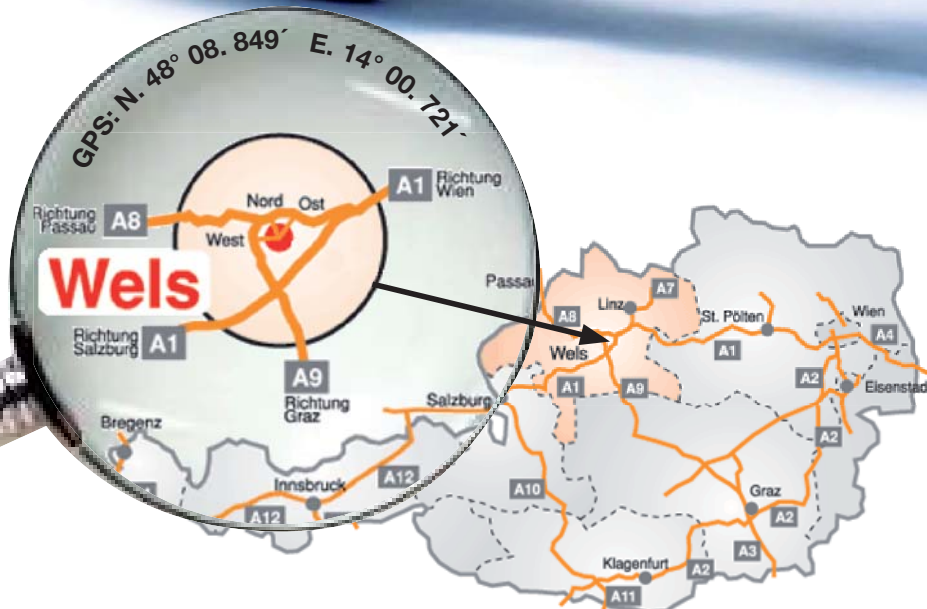 GPS: N. 48° 08. 849´ E. 14° 00. 721´
A1 Richtung
Wien
Nord Ost
Richtung
Passau A8
West
Wels
Richtung
Salzburg A1
A9
Richtung
Graz
Passau
A7
Linz
A8
St. Pölten
Wien
A4
Wels
A1
A2
Eisenstadt
A1
A9
Salzburg
Bregenz
A2
A12
Innsbruck
A10
Graz
A12
A2
A3
Klagenfurt
A2
A11